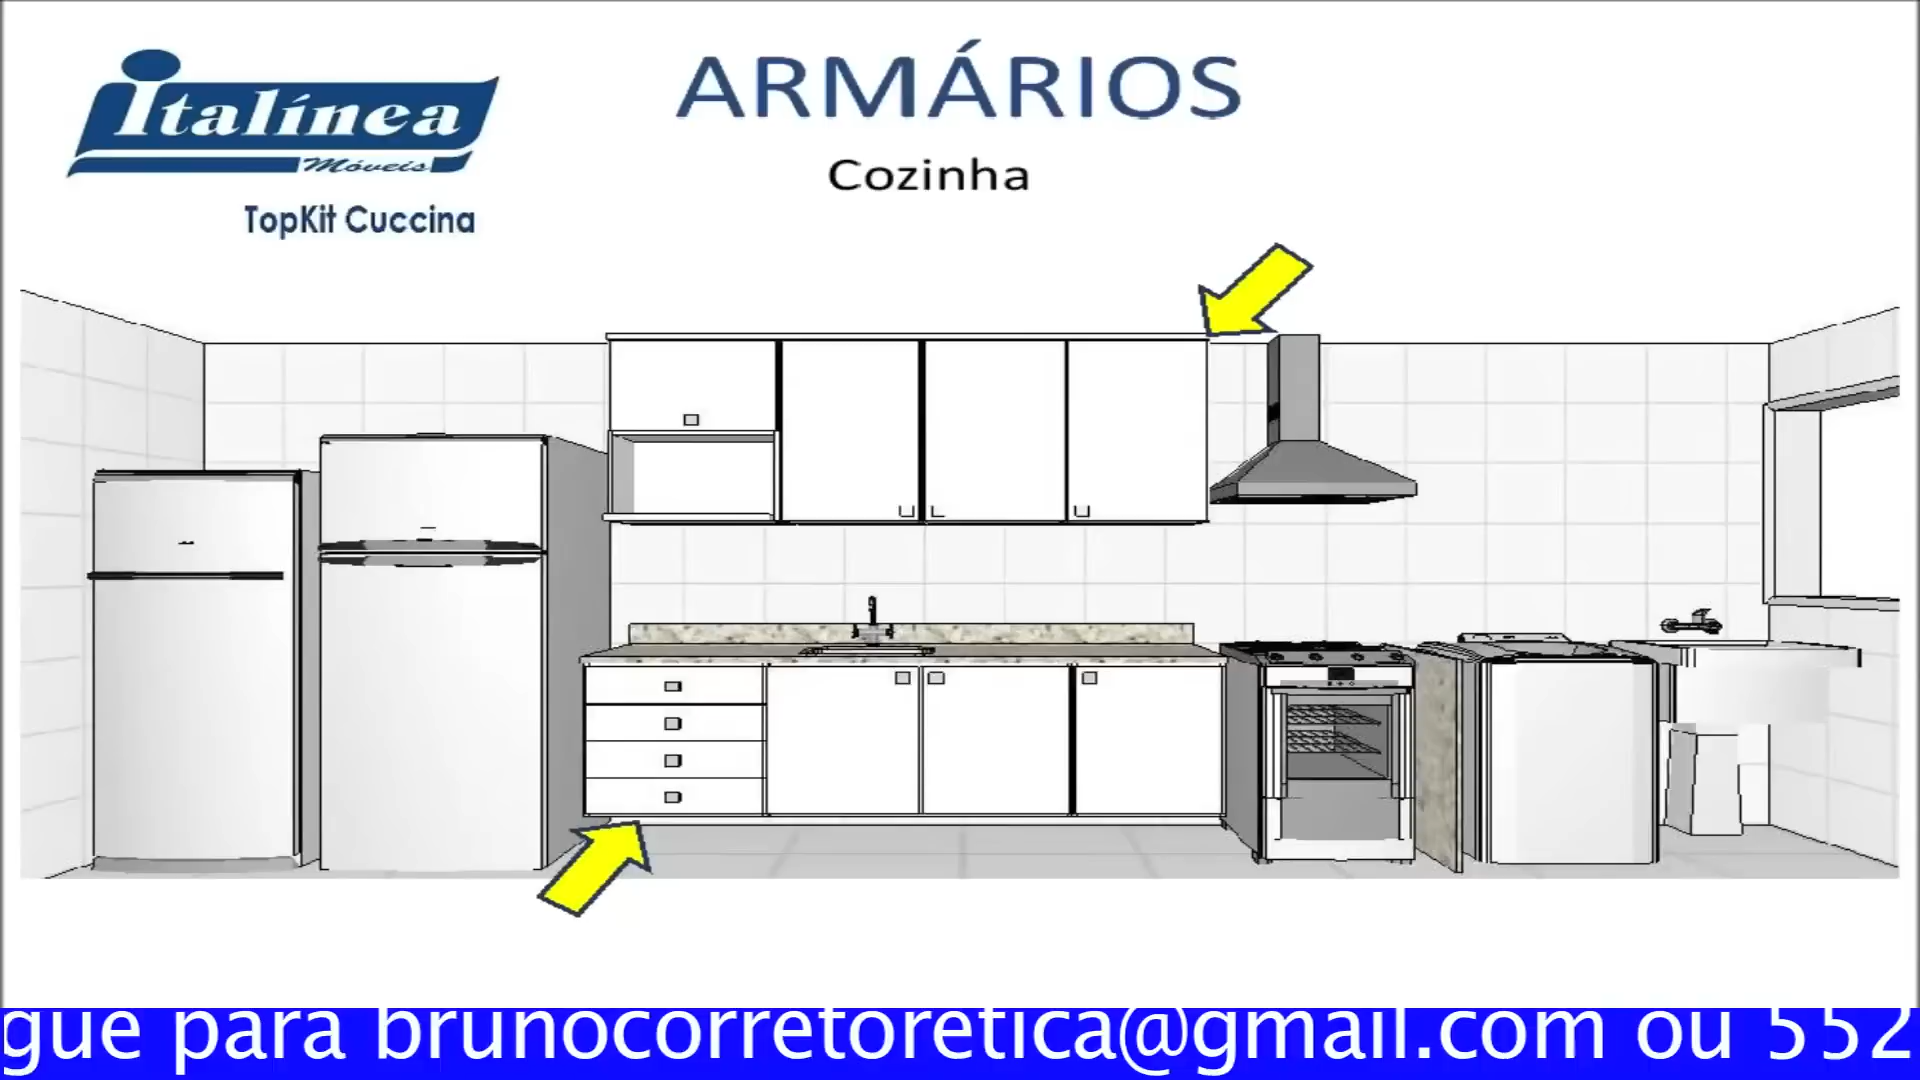 Italínea
Móveis
TopKit Cuccina
ARMÁRIOS
Cozinha
gue para brunocorretoretica@gmail.com ou 552